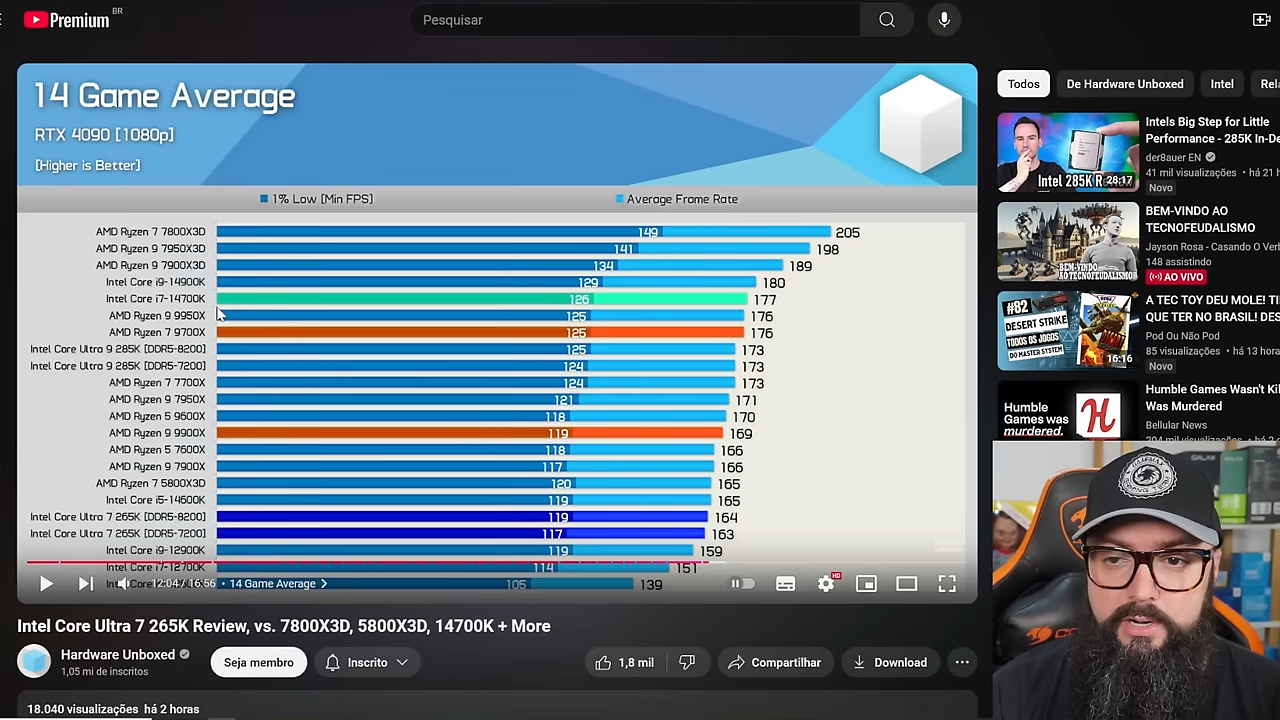 Premium BR
Pesquisar
14 Game Average
RTX 4090 [1080p]
[Higher is Better]
1% Low [Min FPS] Average Frame Rate
AMD Ryzen 7 7800X3D 149 205
AMD Ryzen 9 7950X3D 141 198
AMD Ryzen 9 7900X3D 134 189
Intel Core i9-14900K 129 180
Intel Core i7-14700K 126 177
AMD Ryzen 9 9950X 125 176
AMD Ryzen 7 9700X 125 176
Intel Core Ultra 9 285K [DDR5-8200] 125 173
Intel Core Ultra 9 285K [DDR5-7200] 124 173
AMD Ryzen 7 7700X 124 173
AMD Ryzen 9 7950X 121 171
AMD Ryzen 5 9600X 118 170
AMD Ryzen 9 9900X 119 169
AMD Ryzen 5 7600X 118 166
AMD Ryzen 9 7900X 117 166
AMD Ryzen 7 5800X3D 120 165
Intel Core i5-14600K 119 165
Intel Core Ultra 7 265K [DDR5-8200] 119 164
Intel Core Ultra 7 265K [DDR5-7200] 117 163
Intel Core i9-12900K 119 159
Intel Core i7-12700K 114 151
105 139
12:04 / 16:56 • 14 Game Average
HD
Intel Core Ultra 7 265K Review, vs. 7800X3D, 5800X3D, 14700K + More
Hardware Unboxed
1,05 mi de inscritos
Seja membro
Inscrito
1,8 mil
Compartilhar
Download
18.040 visualizações há 2 horas
Todos De Hardware Unboxed Intel
Intel 285K 28:17
Intels Big Step for Little
Performance - 285K In-De
der8auer EN
41 mil visualizações • há 21 h
Novo
BEM-VINDO AO
TECNOFEUDALISMO
BEM-VINDO AO
TECNOFEUDALISMO
Jayson Rosa - Casando O Verb
148 assistindo
AO VIVO
#82
DESERT STRIKE
TODOS OS JOGOS
DO MASTER SYSTEM
16:16
A TEC TOY DEU MOLE! TI
QUE TER NO BRASIL! DES
Pod Ou Não Pod
85 visualizações • há 13 hora
Novo
Humble
Games was
murdered.
Humble Games Wasn't Kil
Was Murdered
Bellular News